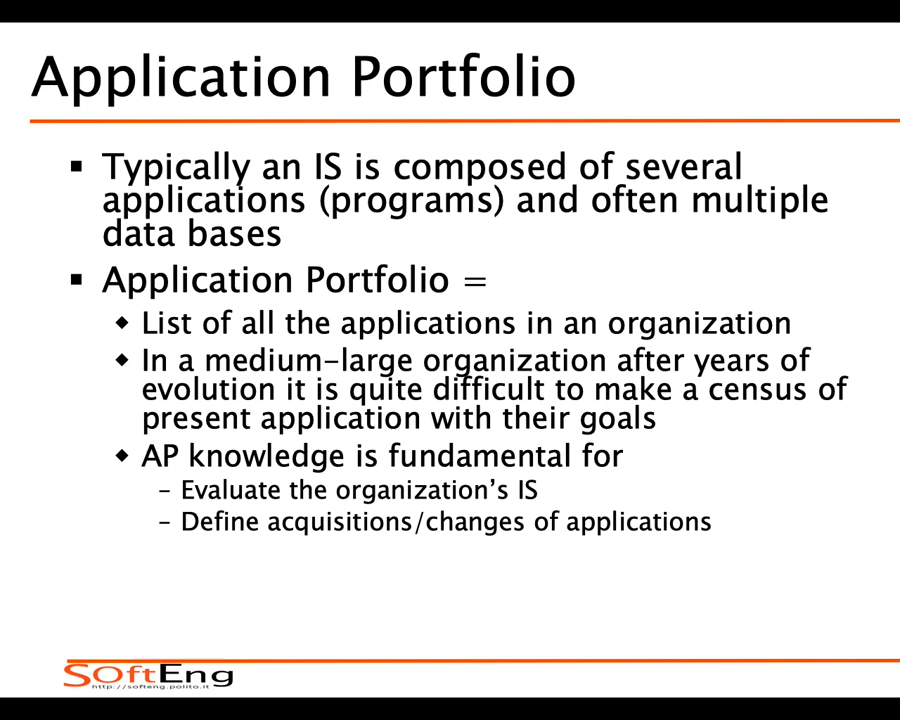 Application Portfolio
▪ Typically an IS is composed of several
applications (programs) and often multiple
data bases
▪ Application Portfolio =
◆ List of all the applications in an organization
◆ In a medium-large organization after years of
evolution it is quite difficult to make a census of
present application with their goals
◆ AP knowledge is fundamental for
– Evaluate the organization’s IS
– Define acquisitions/changes of applications
SOftEng
http://softeng.polito.it